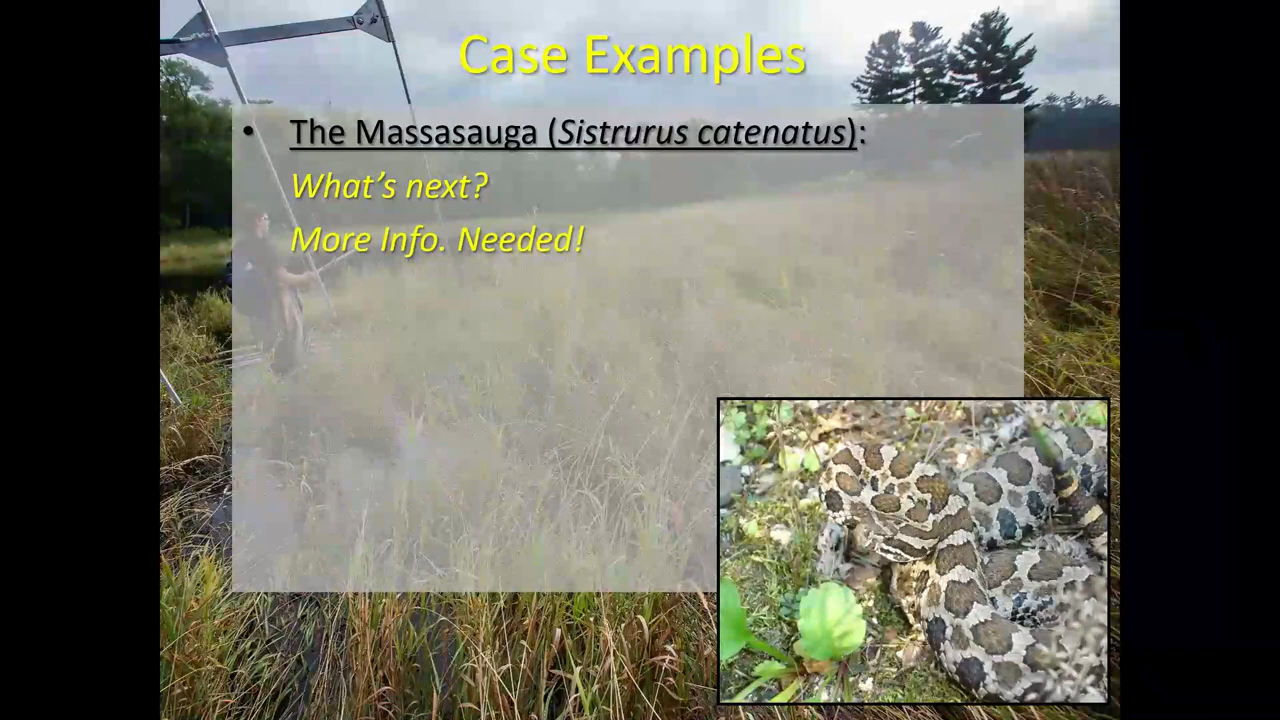 Case Examples
• The Massasauga (Sistrurus catenatus):
What’s next?
More Info. Needed!